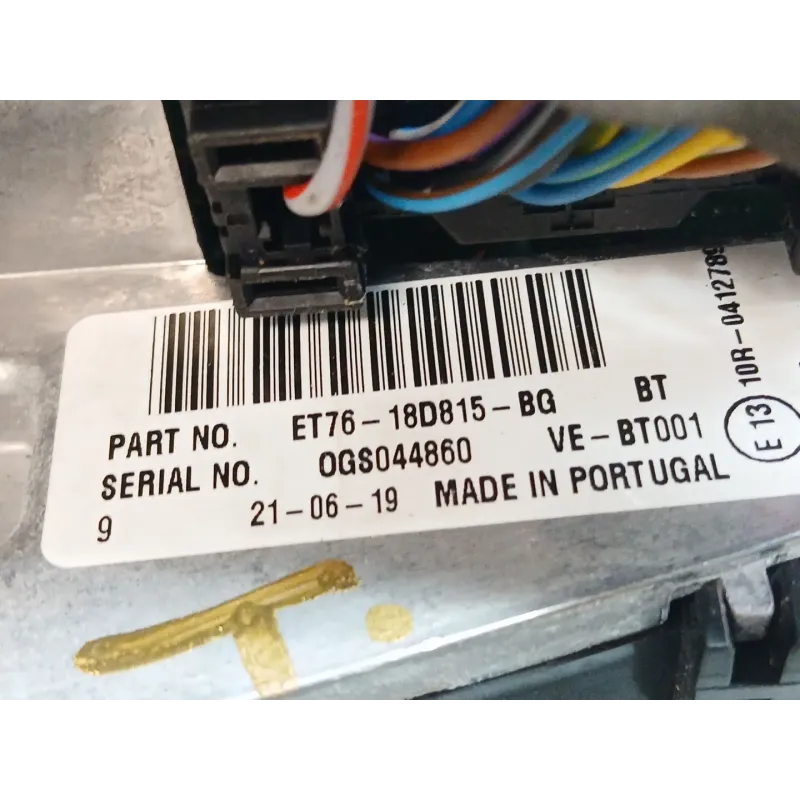 PART NO. ET76-18D815-BG BT
SERIAL NO. OGS044860 VE-BT001
9 21-06-19 MADE IN PORTUGAL
E 13
10R-0412789
T.